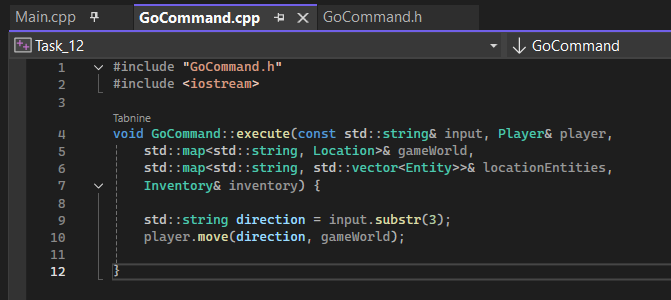 Main.cpp GoCommand.cpp GoCommand.h
Task_12 GoCommand
1 #include "GoCommand.h"
2 #include <iostream>
3
Tabnine
4 void GoCommand::execute(const std::string& input, Player& player,
5 std::map<std::string, Location>& gameWorld,
6 std::map<std::string, std::vector<Entity>>& locationEntities,
7 Inventory& inventory) {
8
9 std::string direction = input.substr(3);
10 player.move(direction, gameWorld);
11
12 }